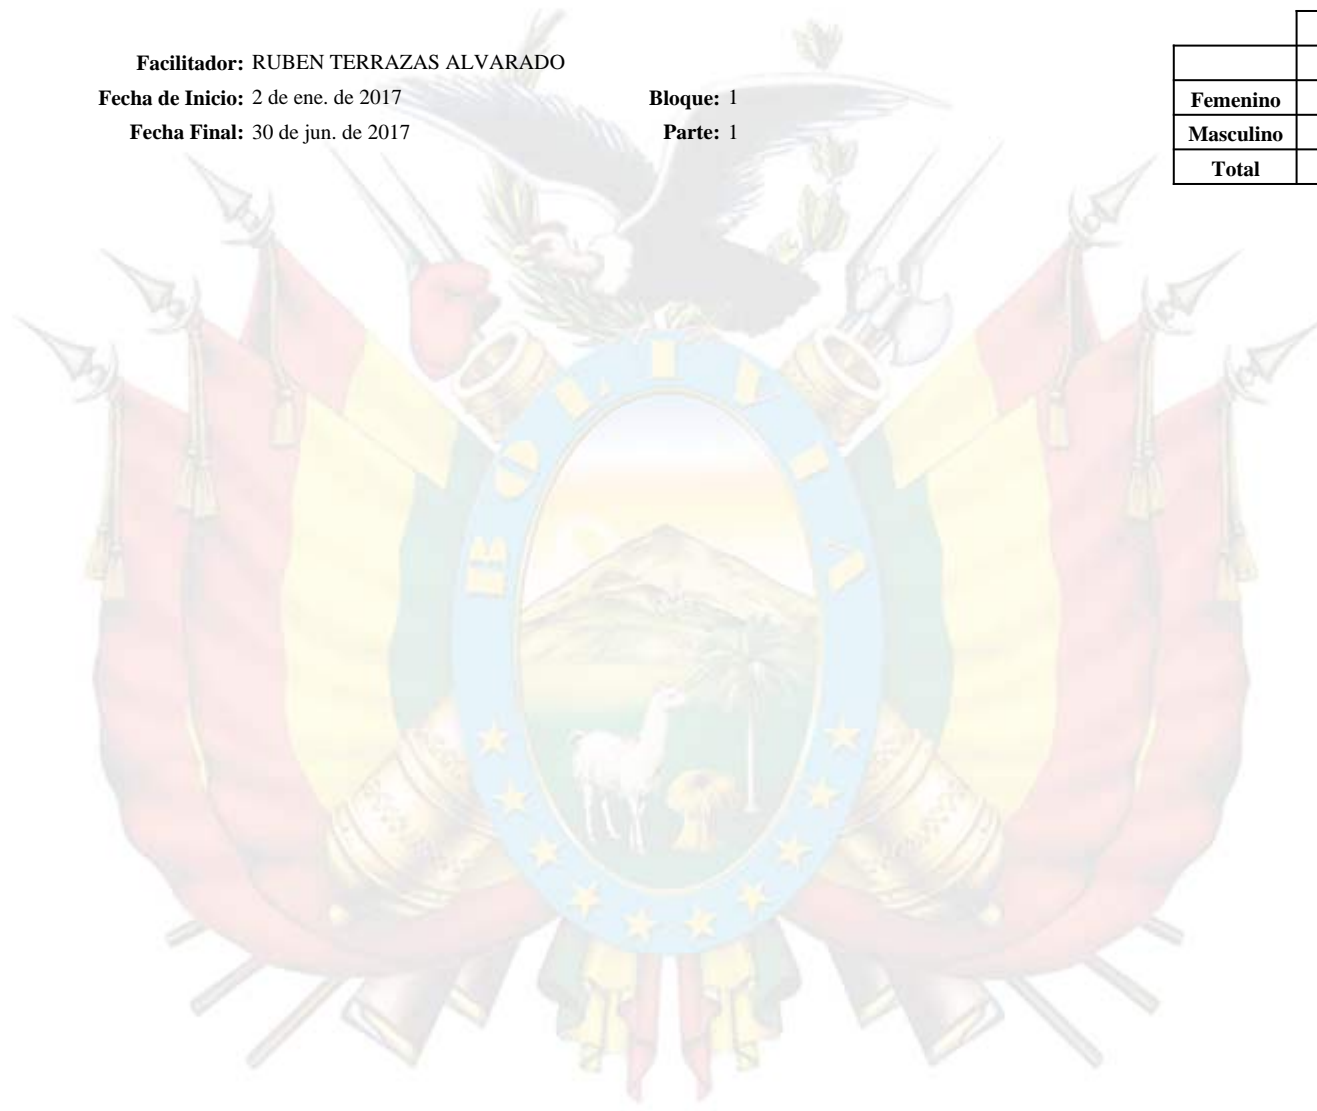 Facilitador: RUBEN TERRAZAS ALVARADO
Fecha de Inicio: 2 de ene. de 2017 Bloque: 1
Fecha Final: 30 de jun. de 2017 Parte: 1
Femenino
Masculino
Total
BOLIVIA